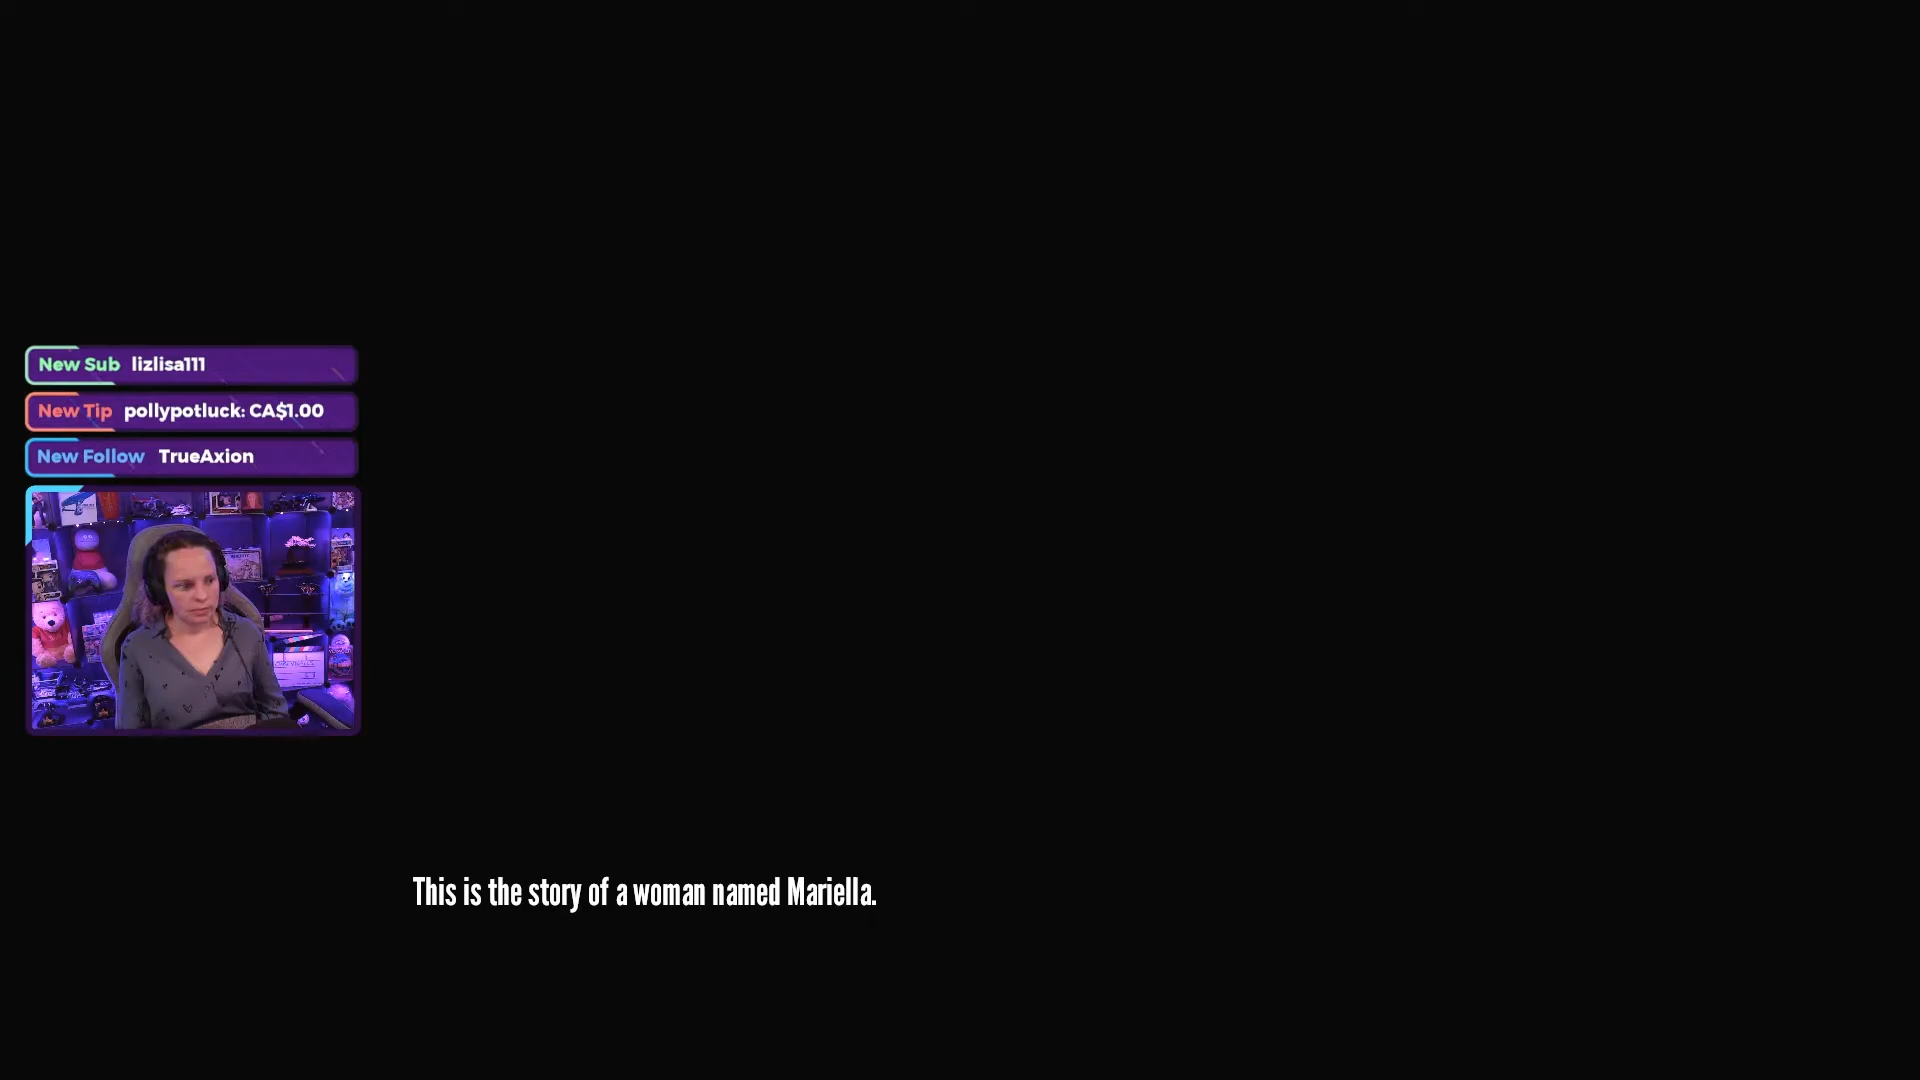 New Sub lizlisa111
New Tip pollypotluck: CA$1.00
New Follow TrueAxion
This is the story of a woman named Mariella.